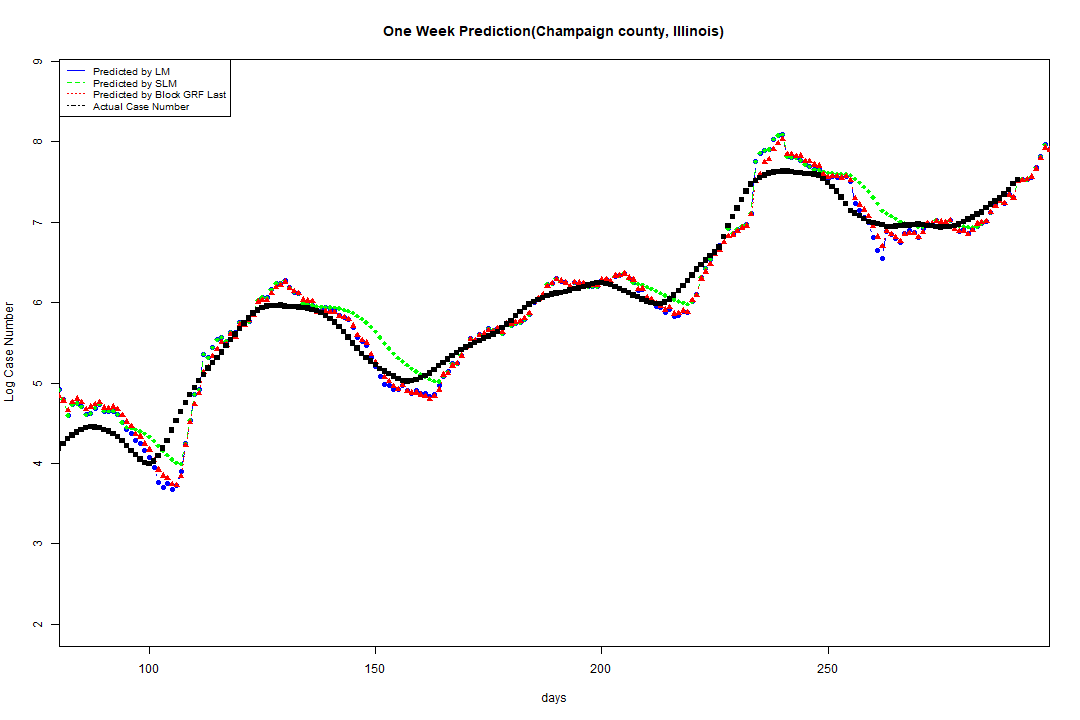 One Week Prediction(Champaign county, Illinois)
Predicted by LM
Predicted by SLM
Predicted by Block GRF Last
Actual Case Number
9
8
7
6
5
4
3
2
Log Case Number
100 150 200 250
days